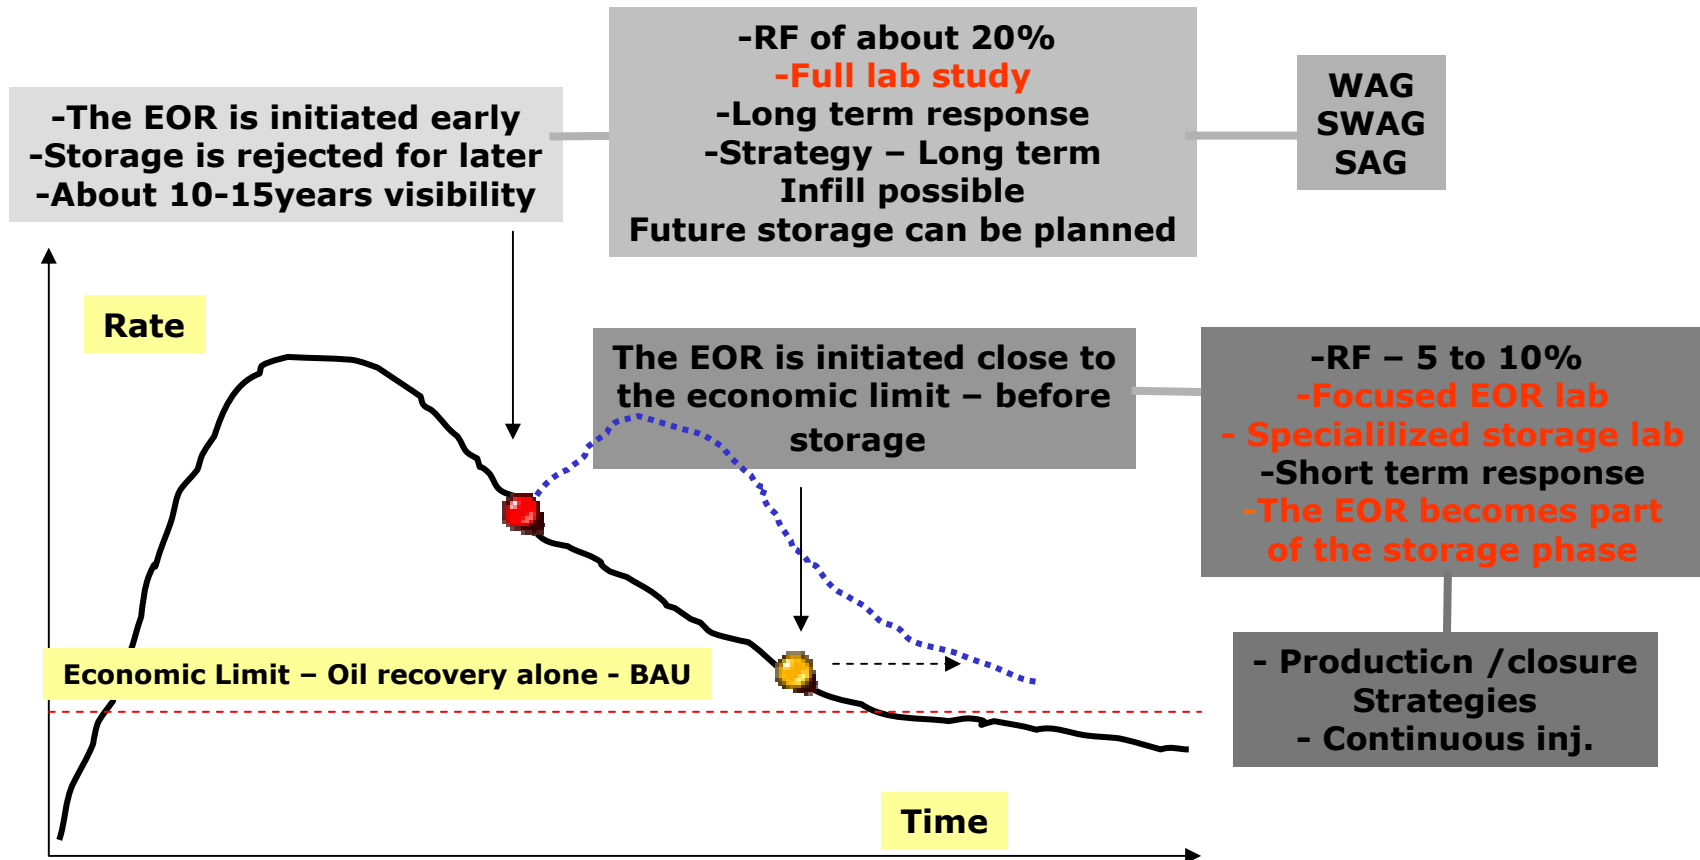 -The EOR is initiated early
-Storage is rejected for later
-About 10-15years visibility
-RF of about 20%
-Full lab study
-Long term response
-Strategy – Long term
Infill possible
Future storage can be planned
WAG
SWAG
SAG
Rate
The EOR is initiated close to
the economic limit – before
storage
-RF – 5 to 10%
-Focused EOR lab
- Specialilized storage lab
-Short term response
-The EOR becomes part
of the storage phase
Economic Limit – Oil recovery alone - BAU
- Production /closure
Strategies
- Continuous inj.
Time